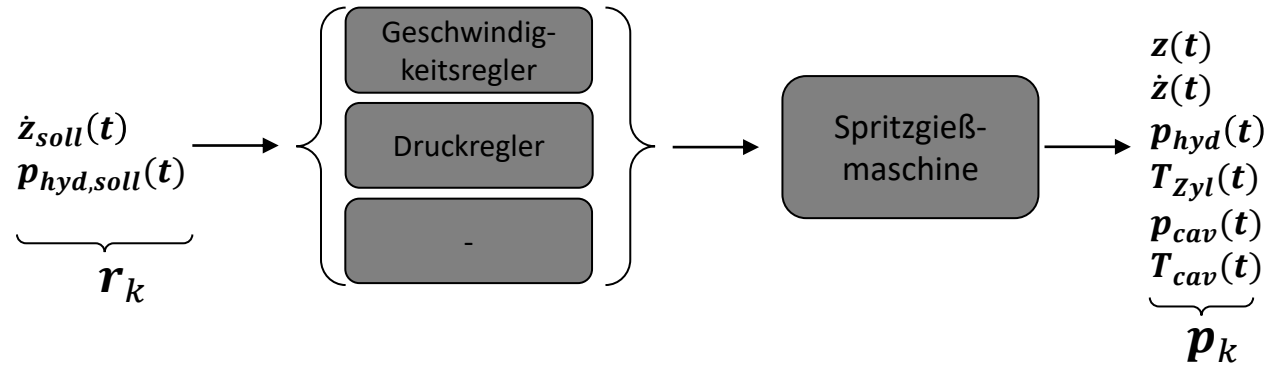 ż_soll(t)
p_hyd,soll(t)
r_k
Geschwindig-
keitsregler
Druckregler
-
Spritzgieß-
maschine
z(t)
ż(t)
p_hyd(t)
T_Zyl(t)
p_cav(t)
T_cav(t)
p_k